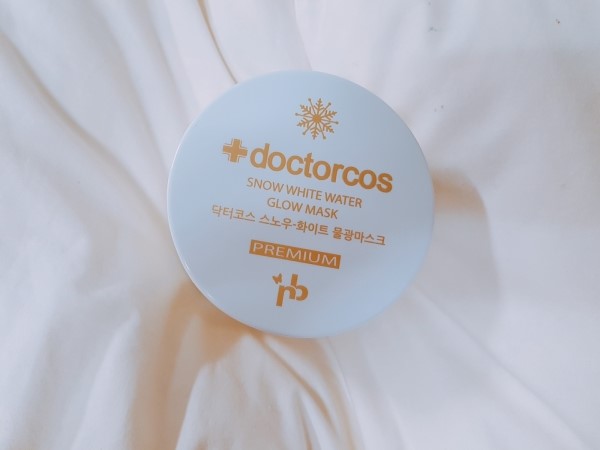 doctorcos
SNOW WHITE WATER
GLOW MASK
닥터코스 스노우-화이트 물광마스크
PREMIUM